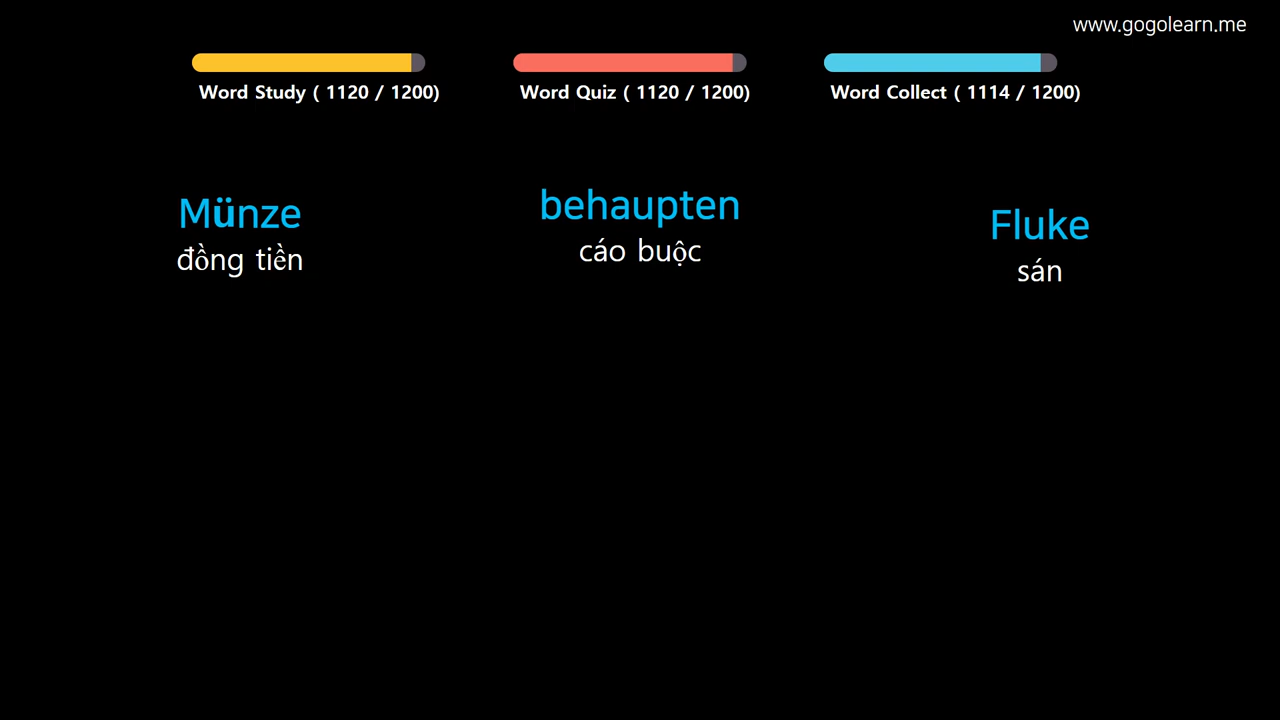 www.gogolearn.me
Word Study ( 1120 / 1200)
Word Quiz ( 1120 / 1200)
Word Collect ( 1114 / 1200)
Münze
đồng tiền
behaupten
cáo buộc
Fluke
sán